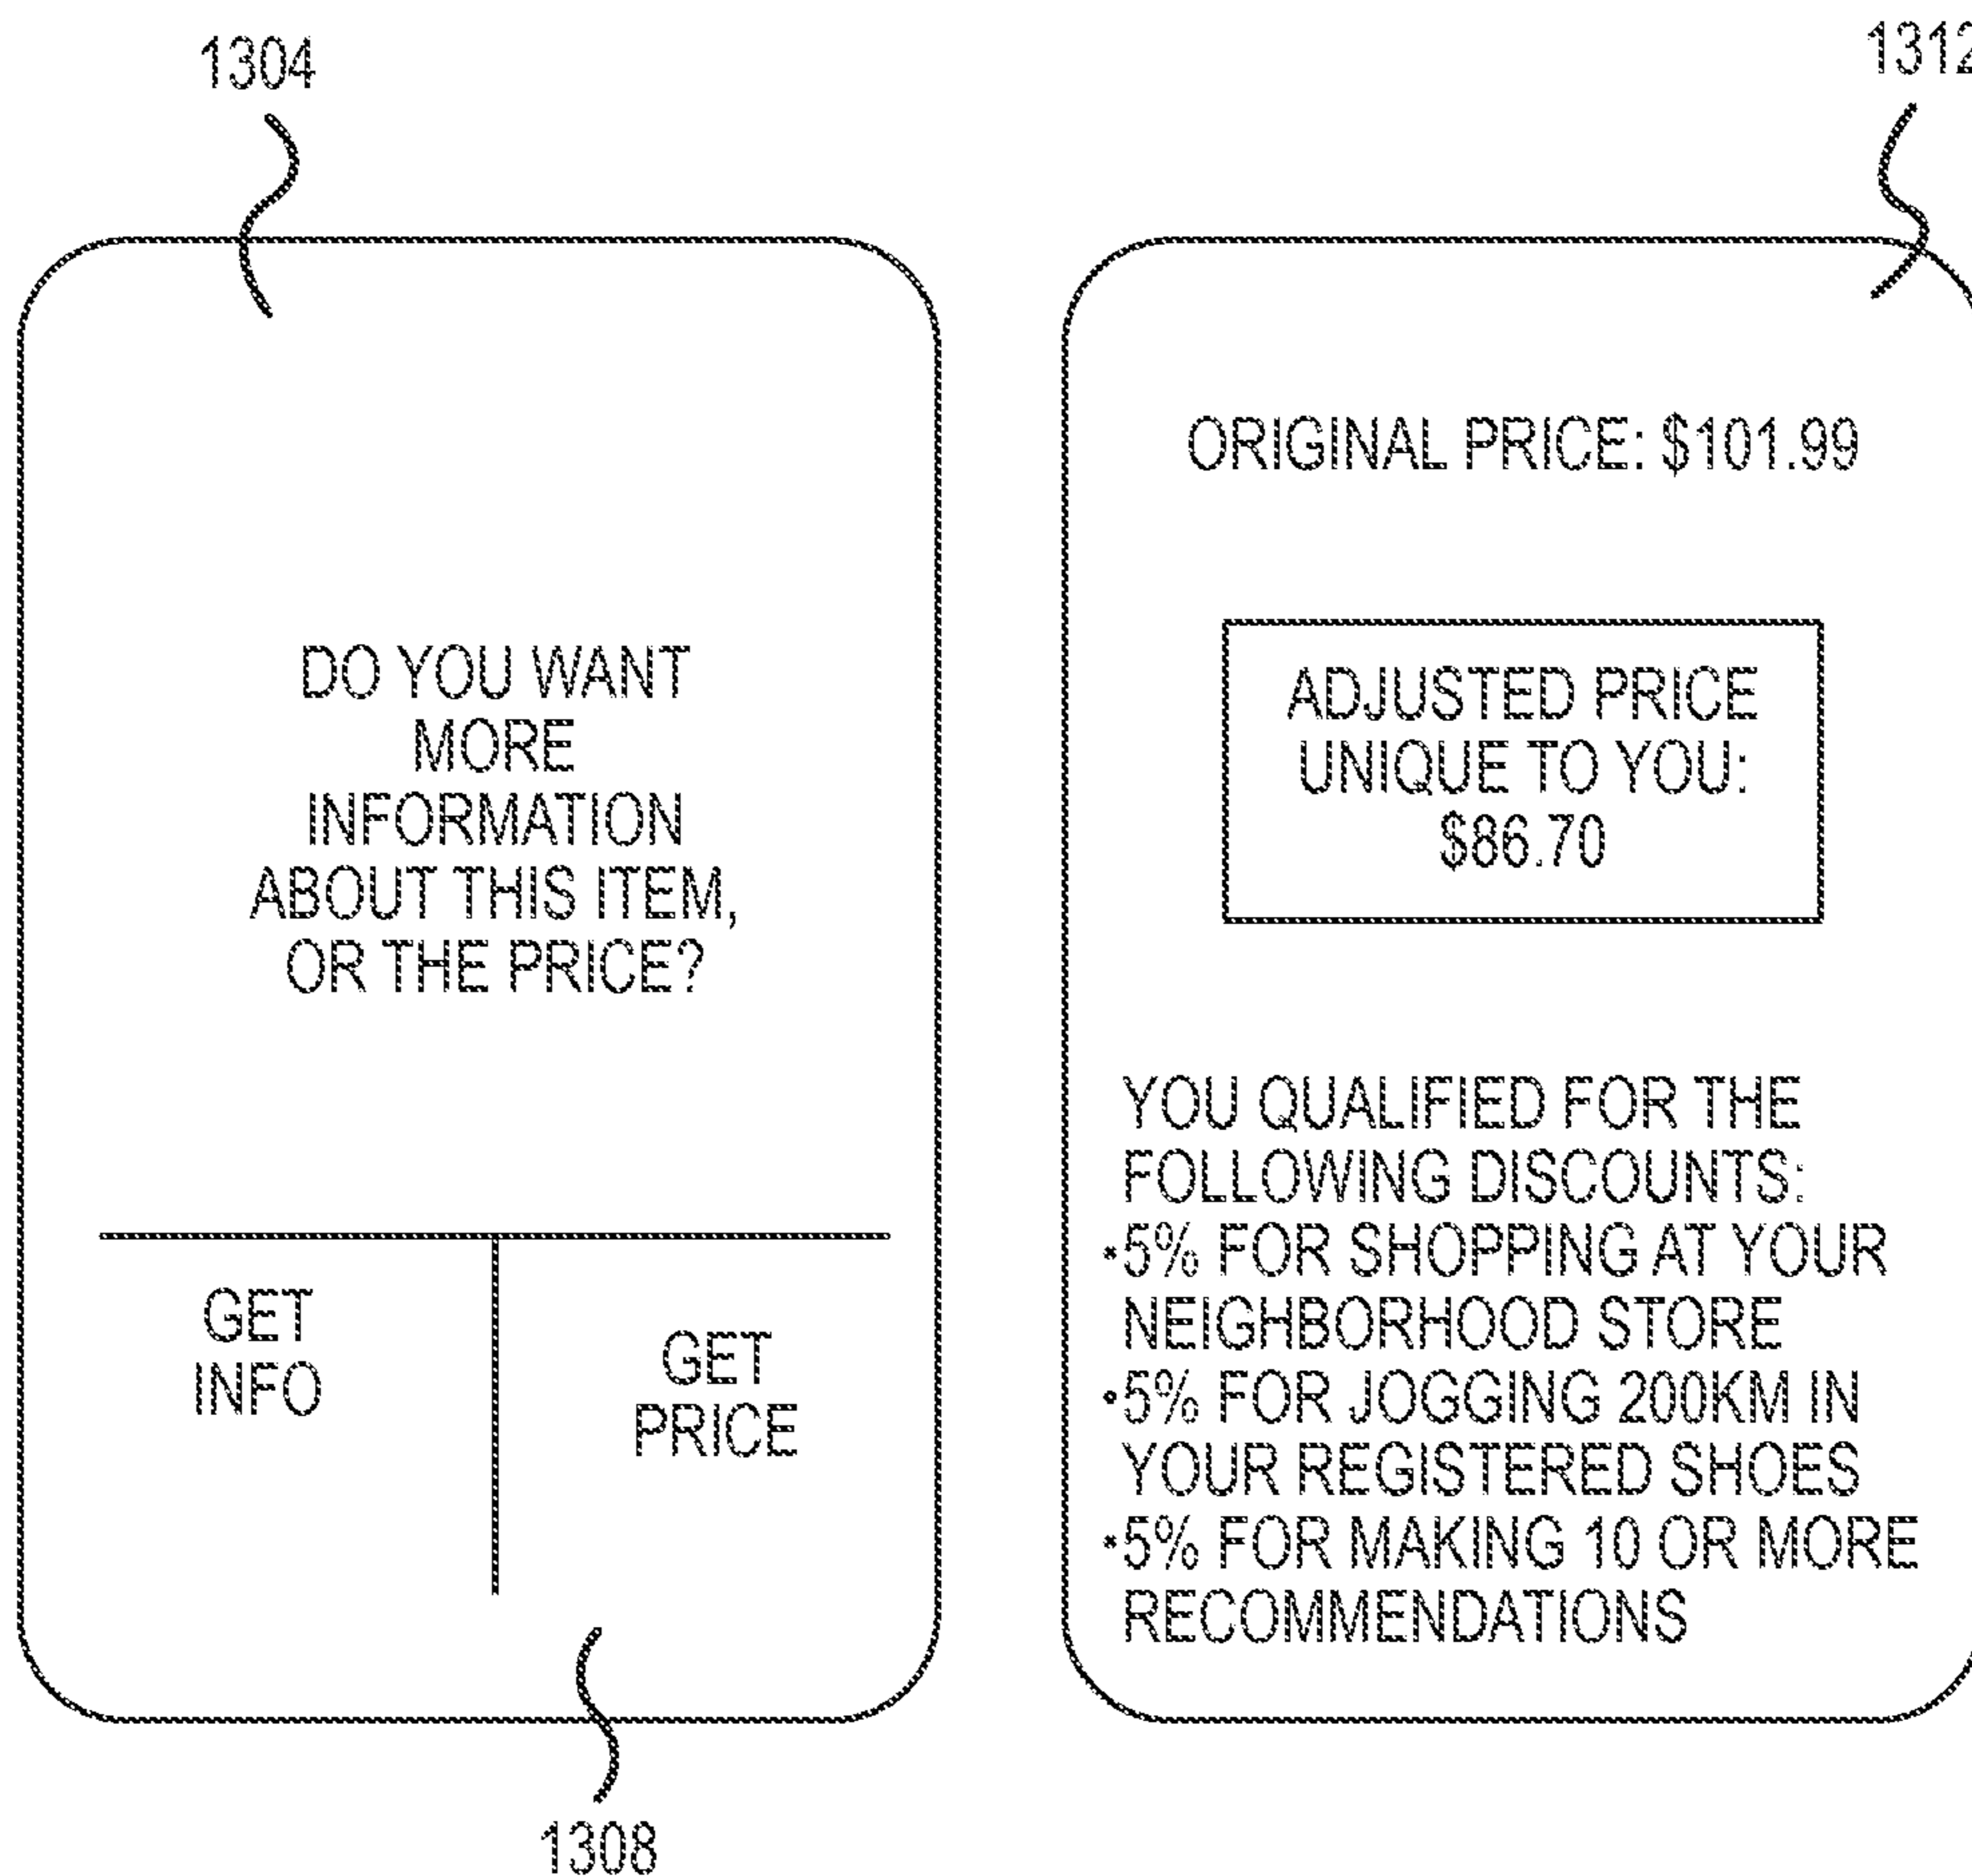 1304
DO YOU WANT
MORE
INFORMATION
ABOUT THIS ITEM,
OR THE PRICE?
GET
INFO
GET
PRICE
1308
1312
ORIGINAL PRICE: $101.99
ADJUSTED PRICE
UNIQUE TO YOU:
$86.70
YOU QUALIFIED FOR THE
FOLLOWING DISCOUNTS:
•5% FOR SHOPPING AT YOUR
NEIGHBORHOOD STORE
•5% FOR JOGGING 200KM IN
YOUR REGISTERED SHOES
•5% FOR MAKING 10 OR MORE
RECOMMENDATIONS